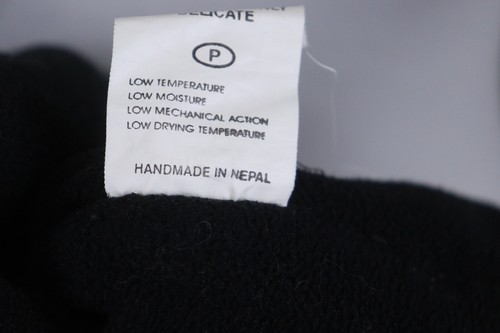 DELICATE
P
LOW TEMPERATURE
LOW MOISTURE
LOW MECHANICAL ACTION
LOW DRYING TEMPERATURE
HANDMADE IN NEPAL